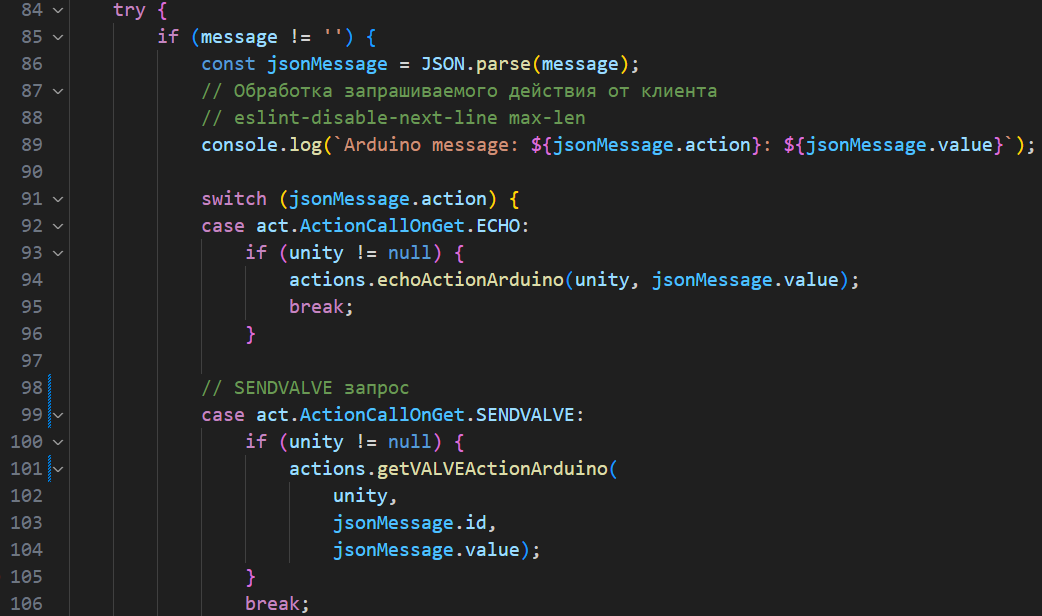 84 try {
85 if (message != '') {
86 const jsonMessage = JSON.parse(message);
87 // Обработка запрашиваемого действия от клиента
88 // eslint-disable-next-line max-len
89 console.log(`Arduino message: ${jsonMessage.action}: ${jsonMessage.value}`);
90
91 switch (jsonMessage.action) {
92 case act.ActionCallOnGet.ECHO:
93 if (unity != null) {
94 actions.echoActionArduino(unity, jsonMessage.value);
95 break;
96 }
97
98 // SENDVALVE запрос
99 case act.ActionCallOnGet.SENDVALVE:
100 if (unity != null) {
101 actions.getVALVEActionArduino(
102 unity,
103 jsonMessage.id,
104 jsonMessage.value);
105 }
106 break;